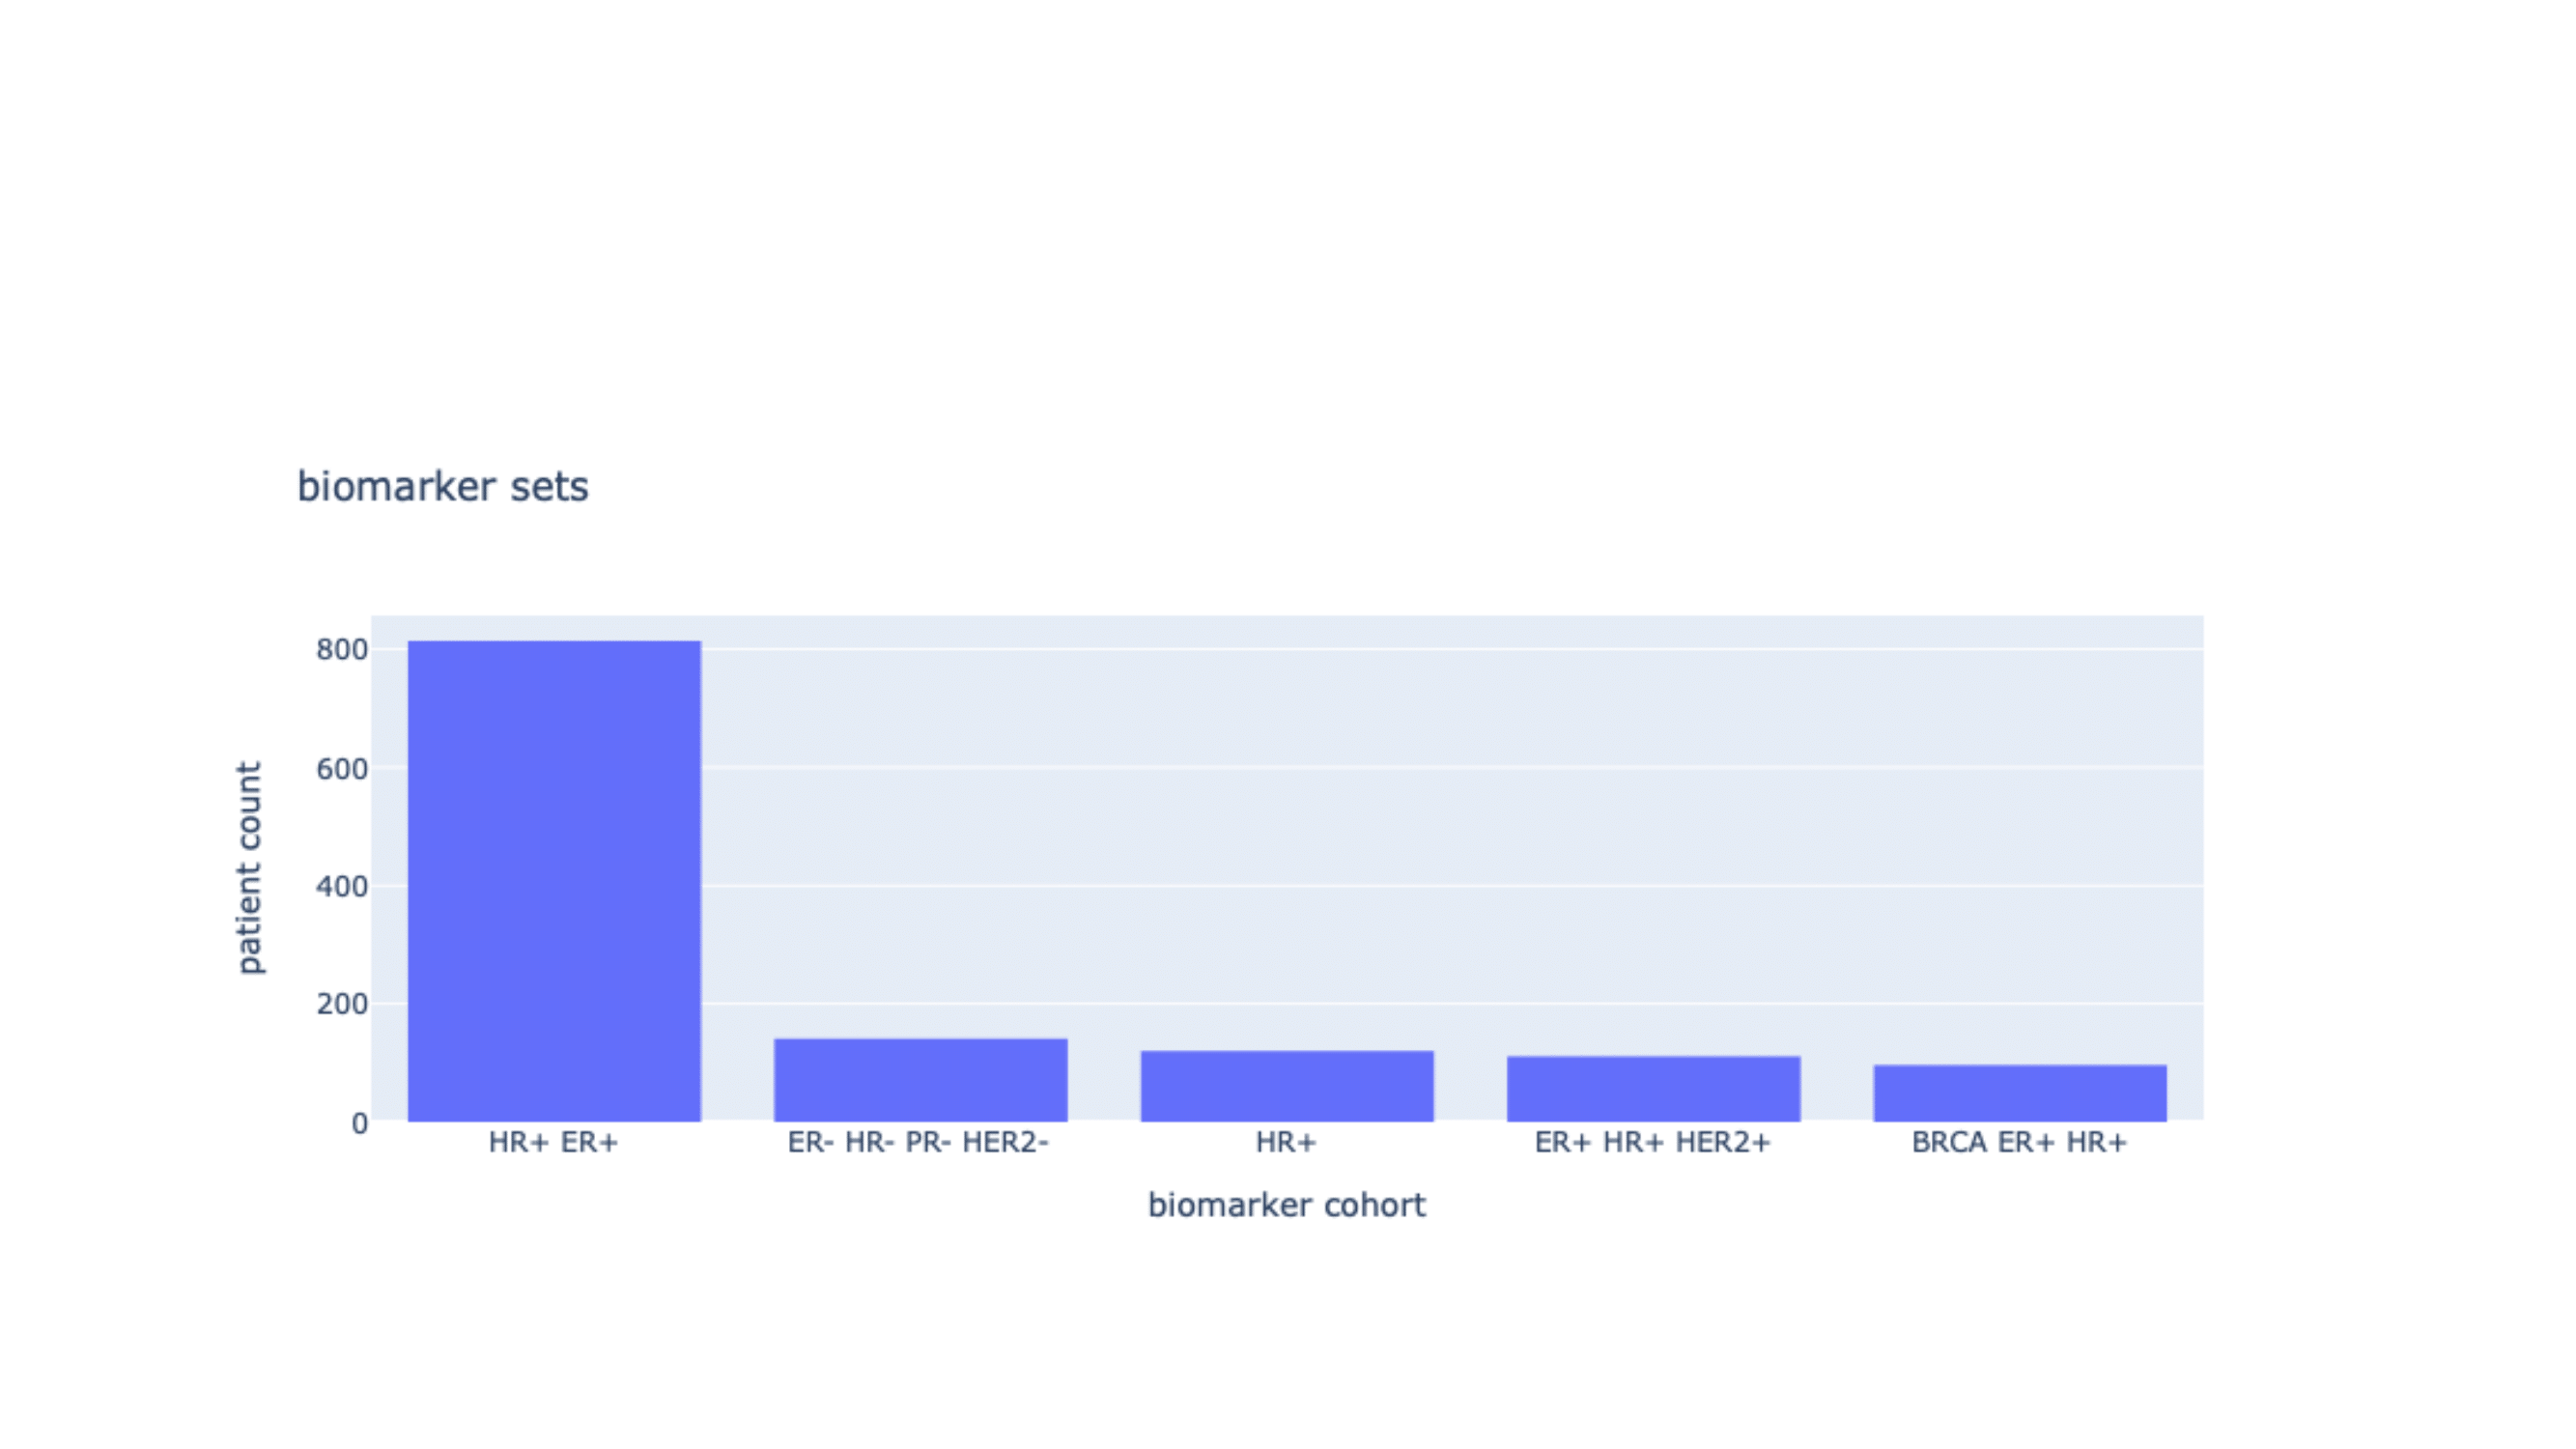 biomarker sets
800
600
400
200
0
patient count
HR+ ER+
ER- HR- PR- HER2-
HR+
ER+ HR+ HER2+
BRCA ER+ HR+
biomarker cohort